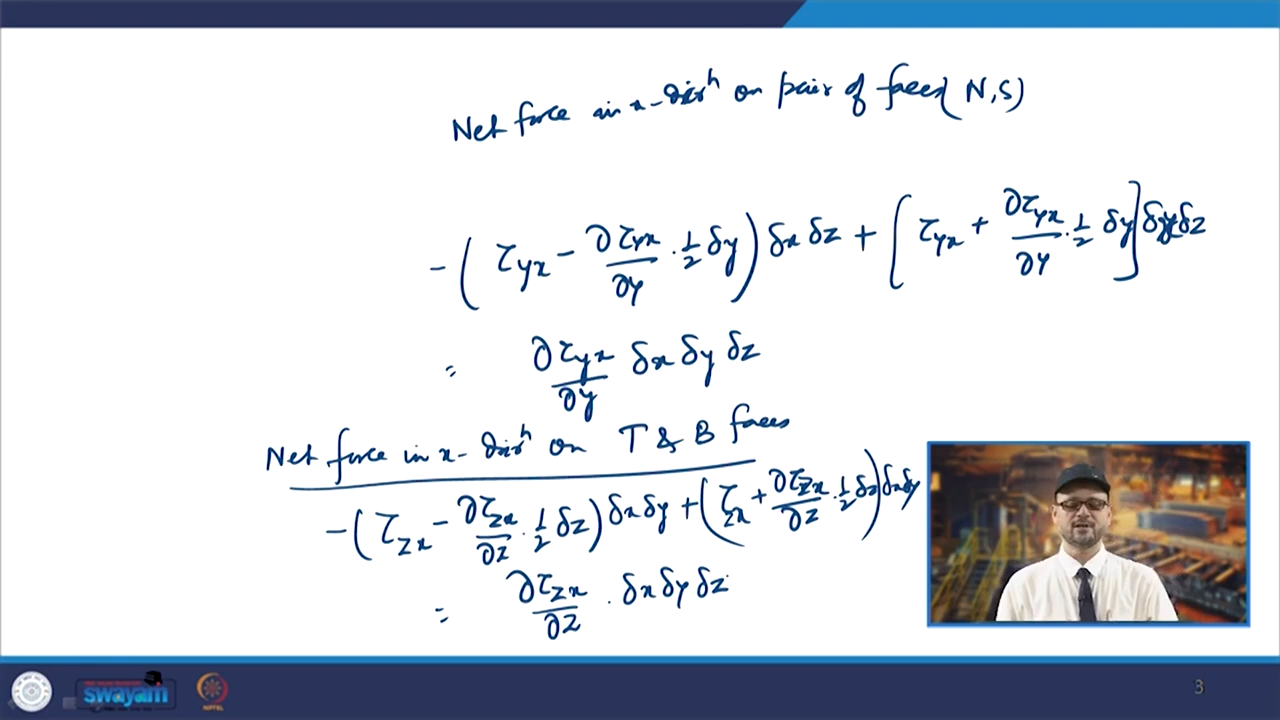 Net force in x-dirⁿ on pair of faces (N,S)
- ( τyx - ∂τyx/∂y · 1/2 δy ) δx δz + [ τyx + ∂τyx/∂y · 1/2 δy ] δx δz
= ∂τyx/∂y δx δy δz
Net force in x-dirⁿ on T & B faces
- ( τzx - ∂τzx/∂z · 1/2 δz ) δx δy + ( τzx + ∂τzx/∂z · 1/2 δz ) δx δy
= ∂τzx/∂z · δx δy δz
swayam
NPTEL
3